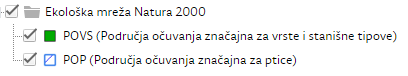 Ekološka mreža Natura 2000
POVS (Područja očuvanja značajna za vrste i stanišne tipove)
POP (Područja očuvanja značajna za ptice)